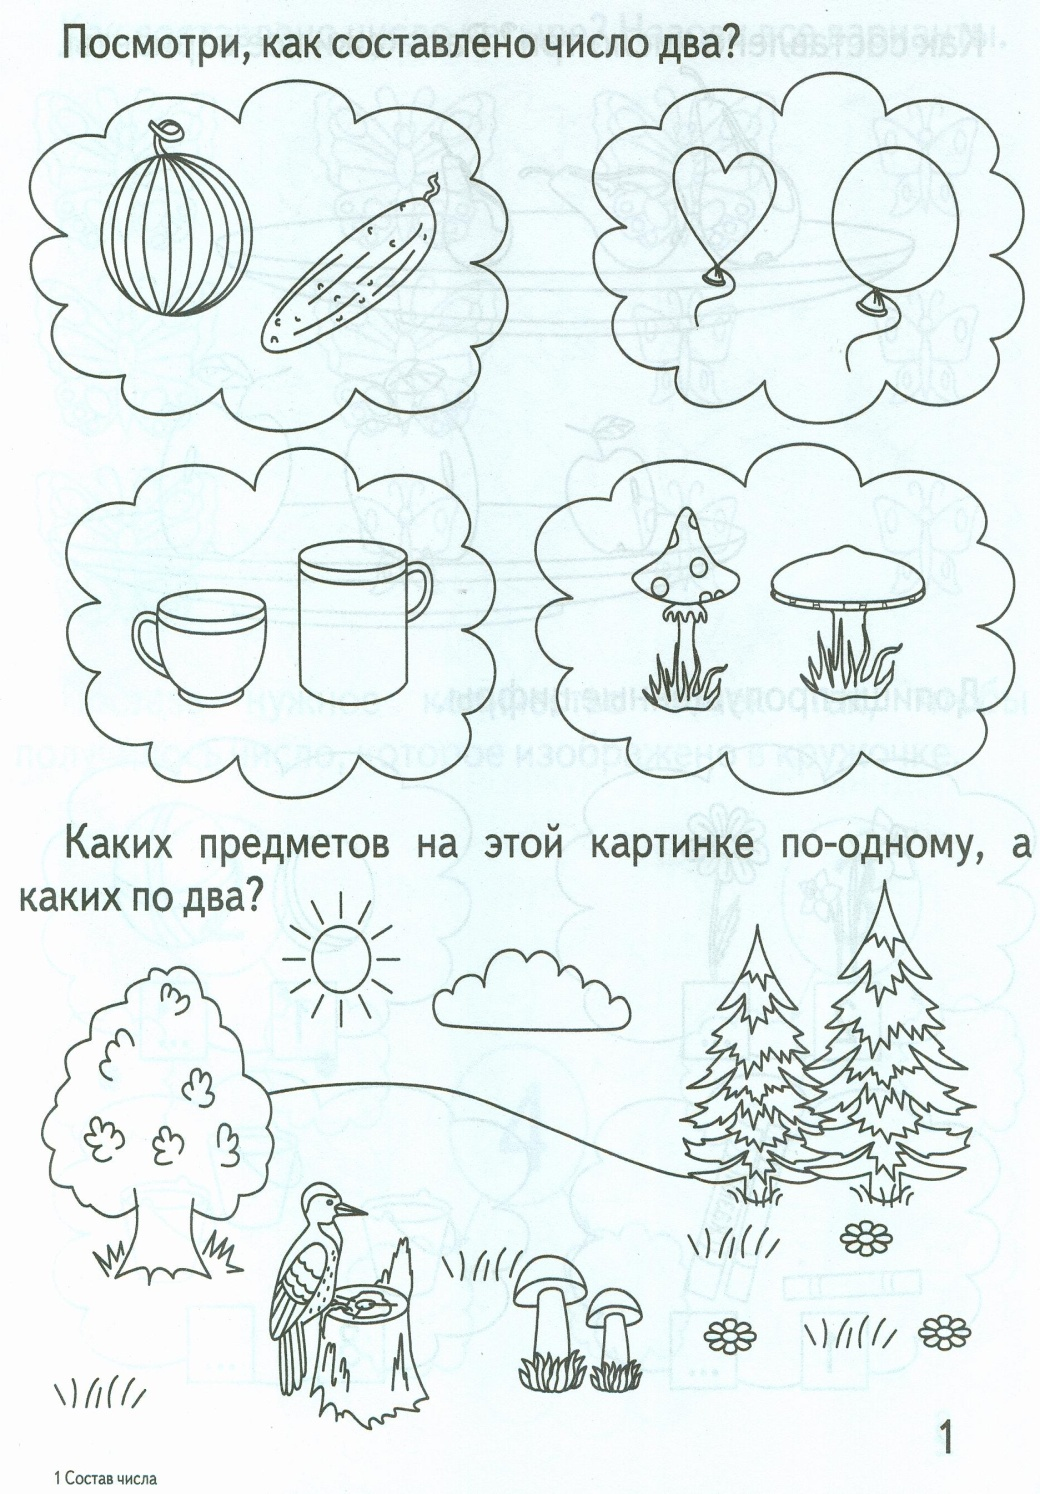 Посмотри, как составлено число два?
Каких предметов на этой картинке по-одному, а
каких по два?
1
1 Состав числа